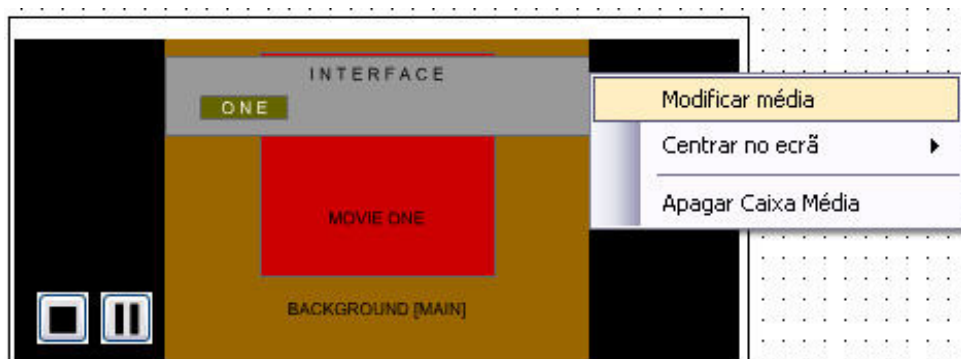 INTERFACE
ONE
MOVIE ONE
BACKGROUND [MAIN]
Modificar média
Centrar no ecrã
Apagar Caixa Média